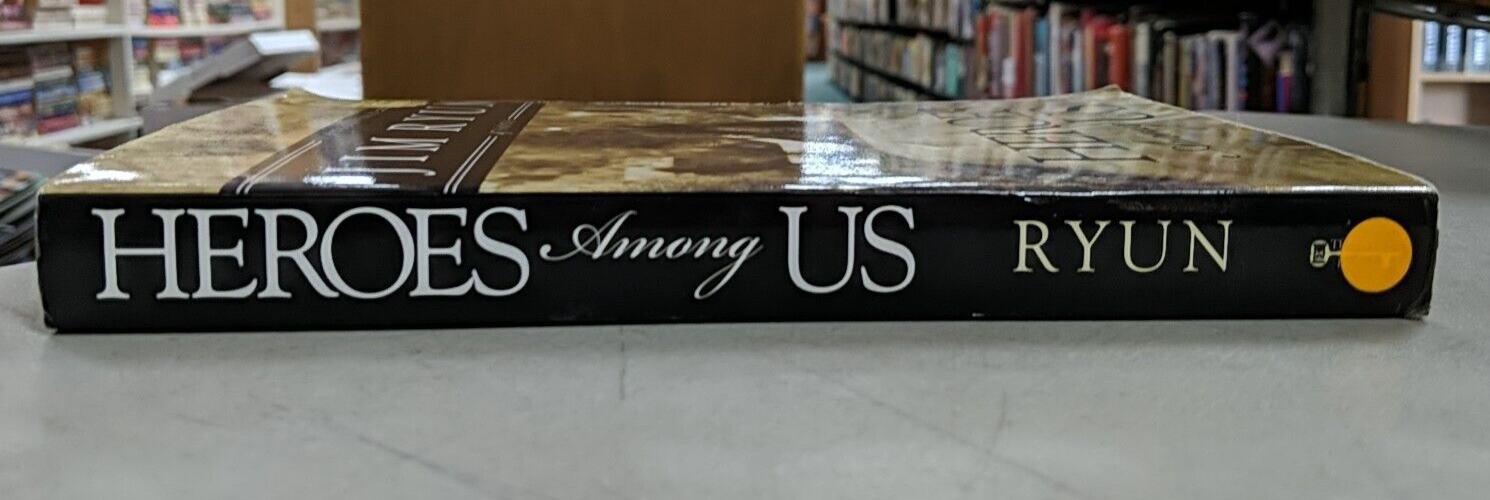 HEROES Among US RYUN
JIM RYUN